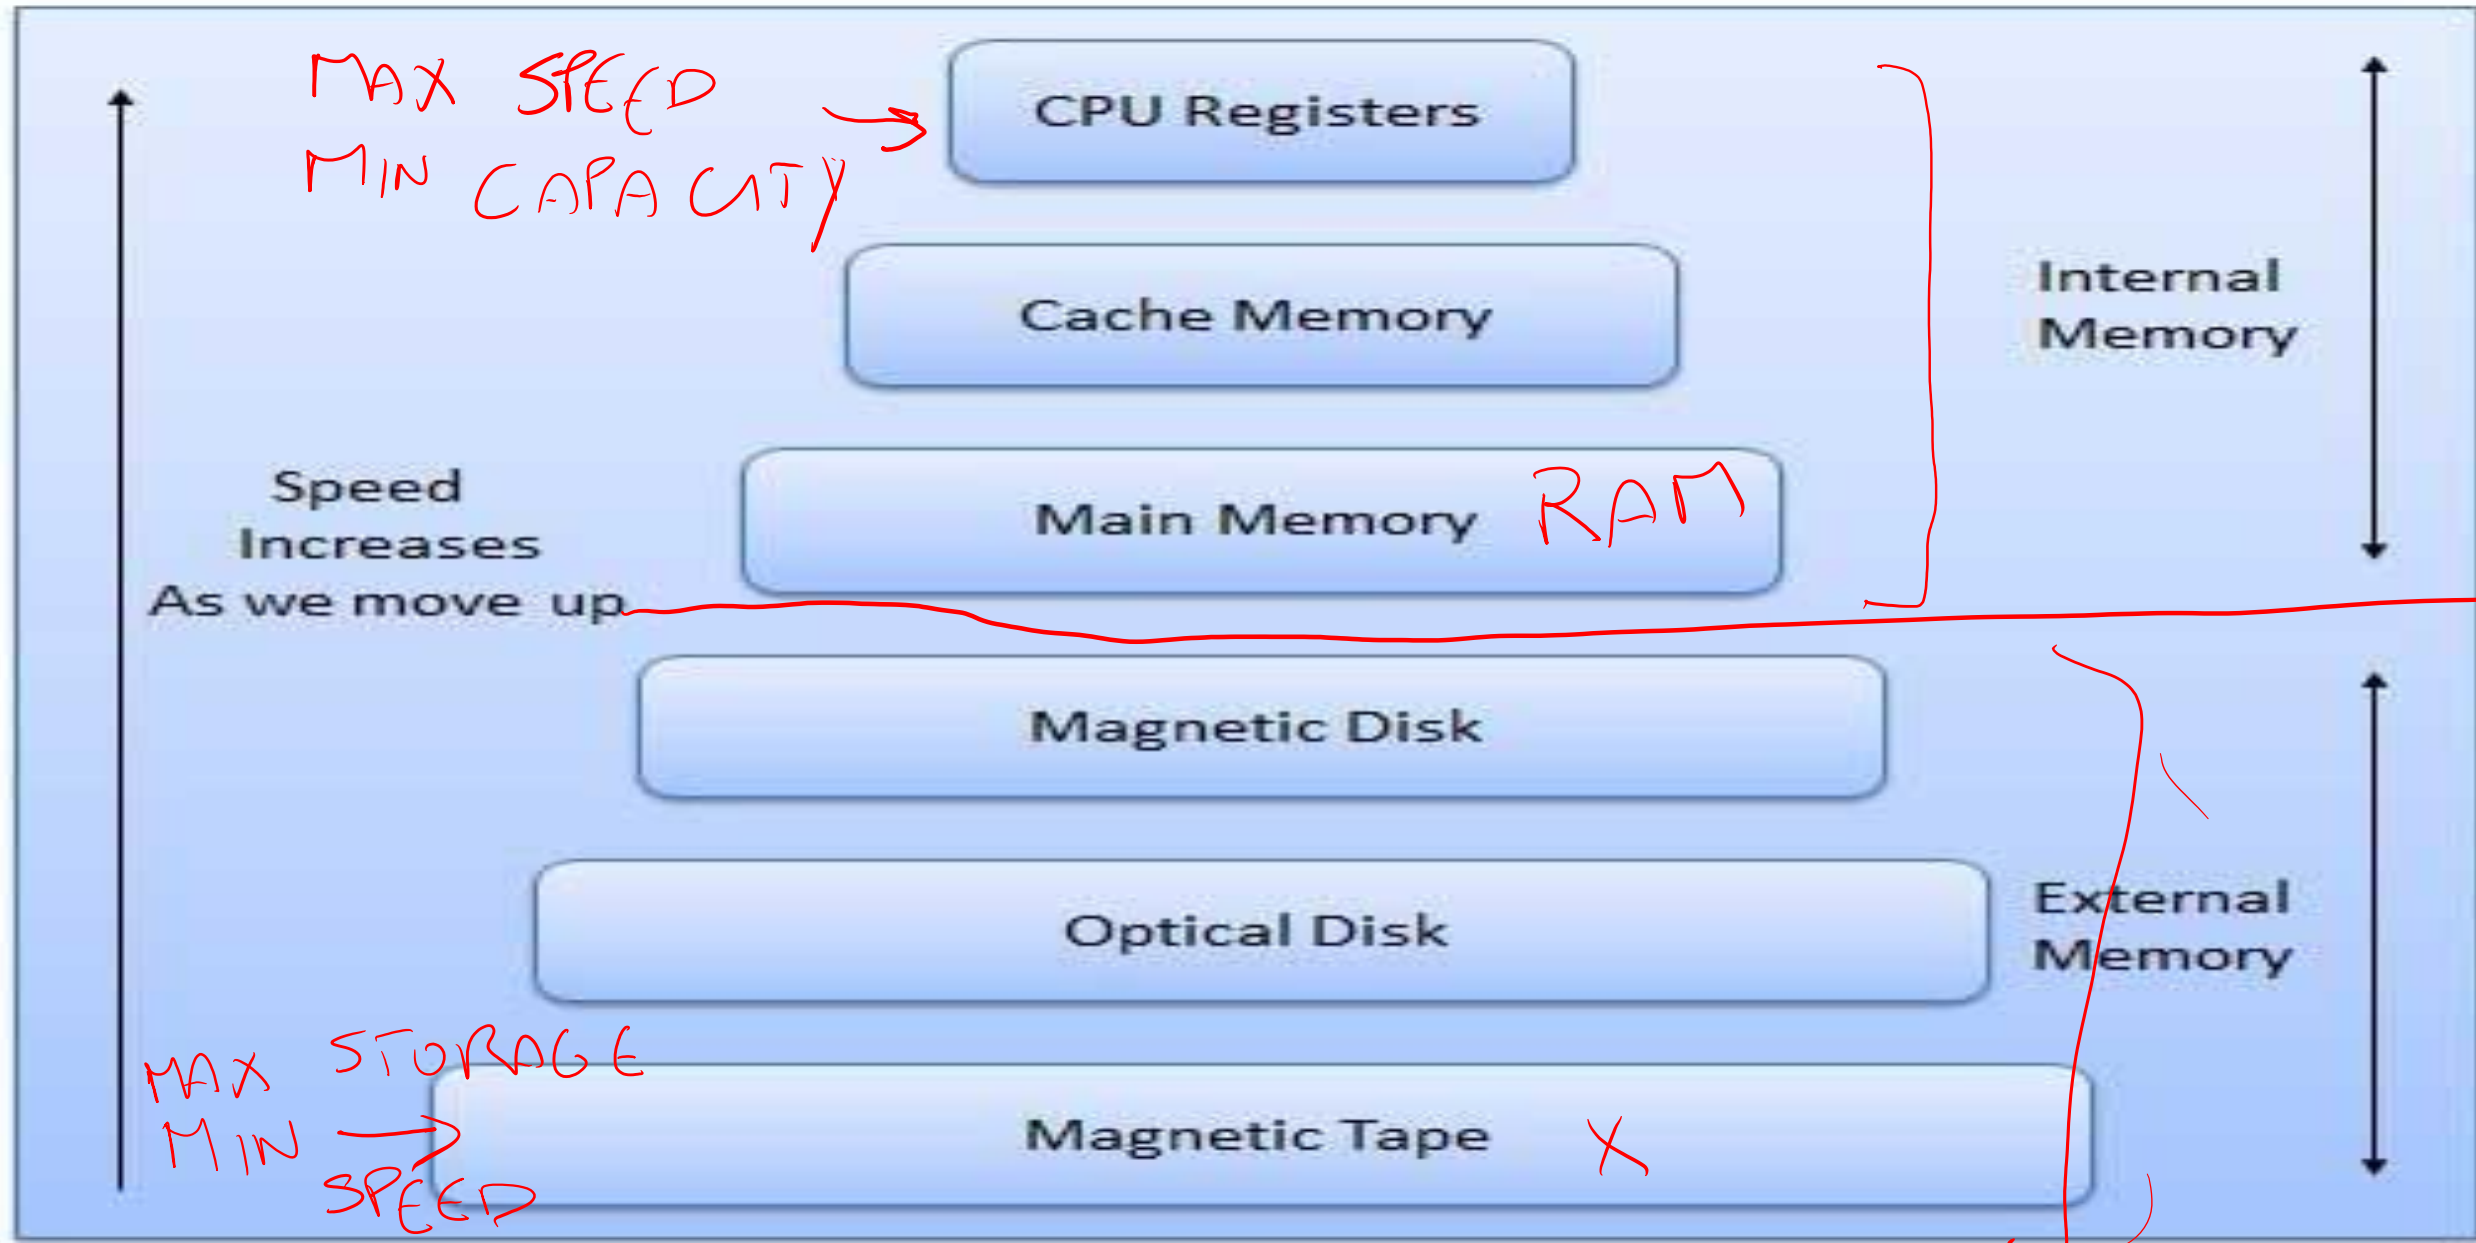 MAX SPEED
MIN CAPACITY
CPU Registers
Cache Memory
Internal
Memory
Main Memory RAM
Speed
Increases
As we move up
Magnetic Disk
Optical Disk
External
Memory
MAX STORAGE
MIN
SPEED
Magnetic Tape X